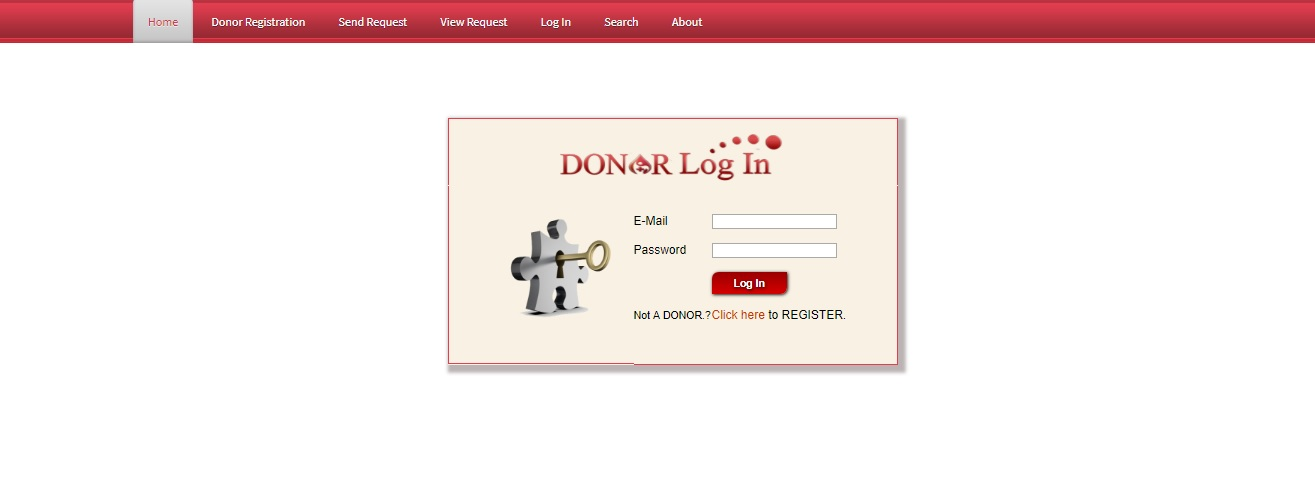 Home Donor Registration Send Request View Request Log In Search About
DONOR Log In
E-Mail
Password
Log In
Not A DONOR.?Click here to REGISTER.